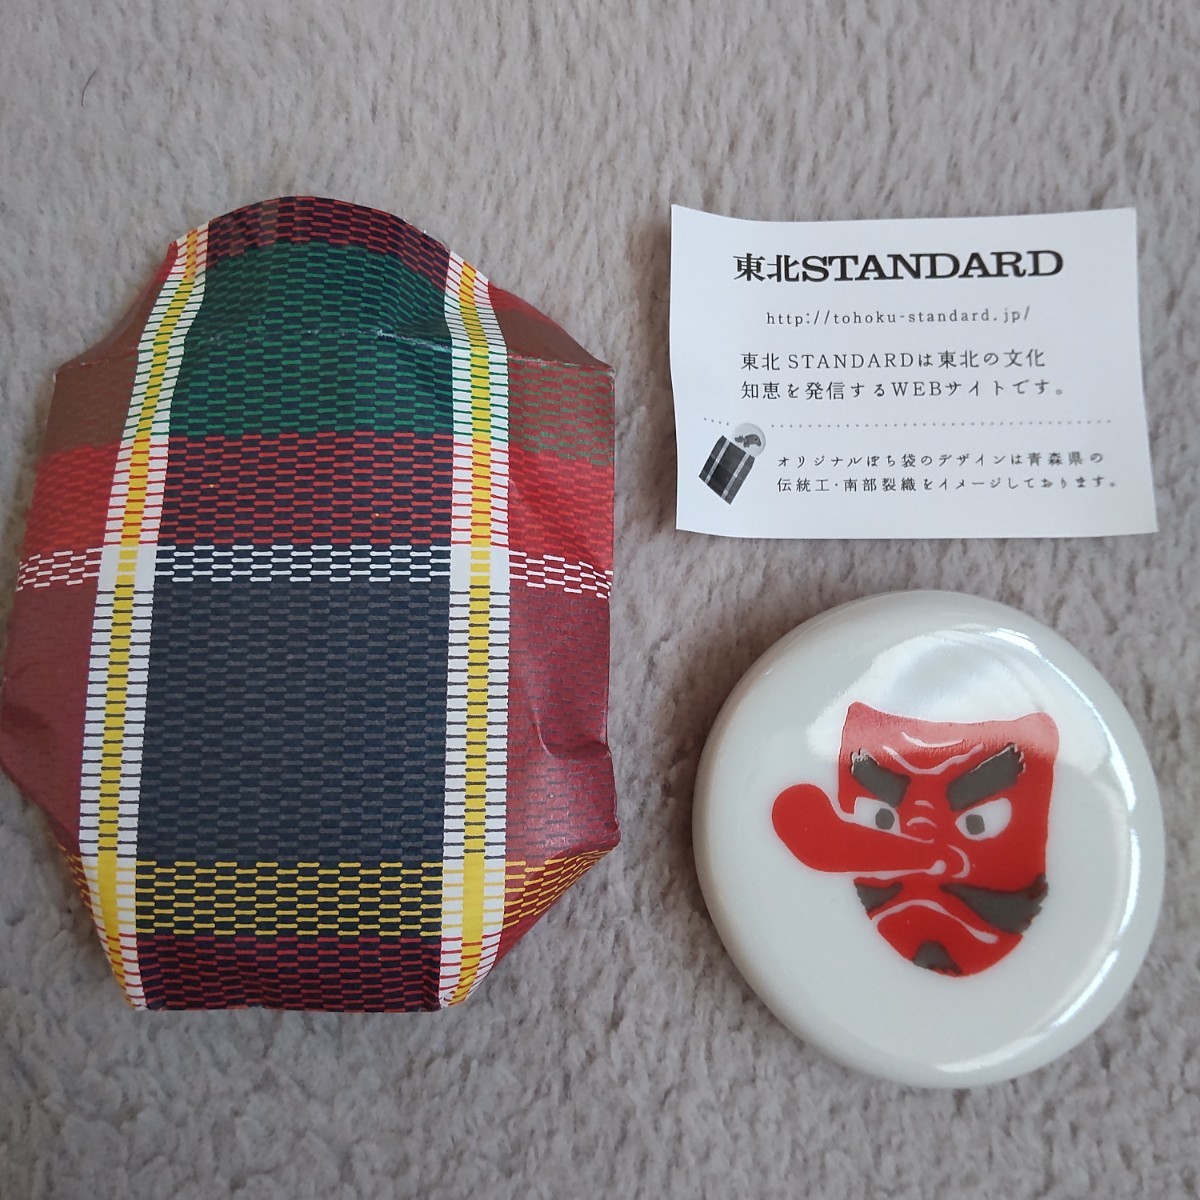 東北STANDARD
http://tohoku-standard.jp/
東北 STANDARDは東北の文化
知恵を発信するWEBサイトです。
オリジナルぽち袋のデザインは青森県の
伝統工・南部裂織をイメージしております。